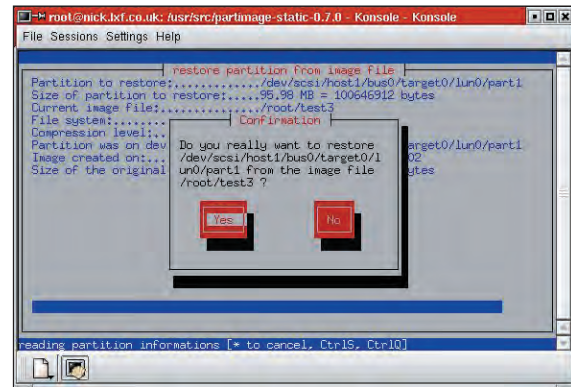 root@nick.lxf.co.uk: /usr/src/partimage-static-0.7.0 - Konsole - Konsole
File Sessions Settings Help
restore partition from image file
Partition to restore:............../dev/scsi/host1/bus0/target0/lun0/part1
Size of partition to restore:.....95.98 MB = 100646912 bytes
Current image file:............../root/test3
File system:........
Compression level:..
Partition was on dev
arget0/lun0/part1
Image created on:...
02
Size of the original
ytes
Confirmation
Do you really want to restore
/dev/scsi/host1/bus0/target0/l
un0/part1 from the image file
/root/test3 ?
Yes
No
reading partition informations [* to cancel, CtrlS, CtrlQ]